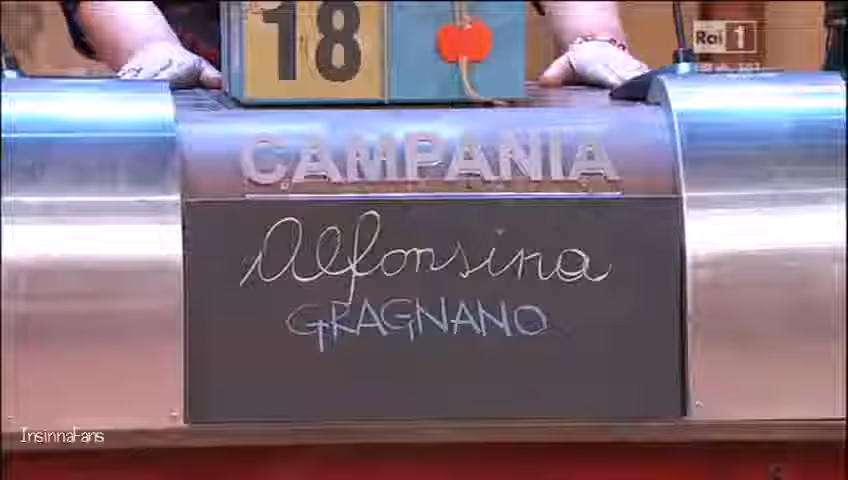 18
Rai 1
CAMPANIA
Alfonsina
GRAGNANO
InsinnaFans